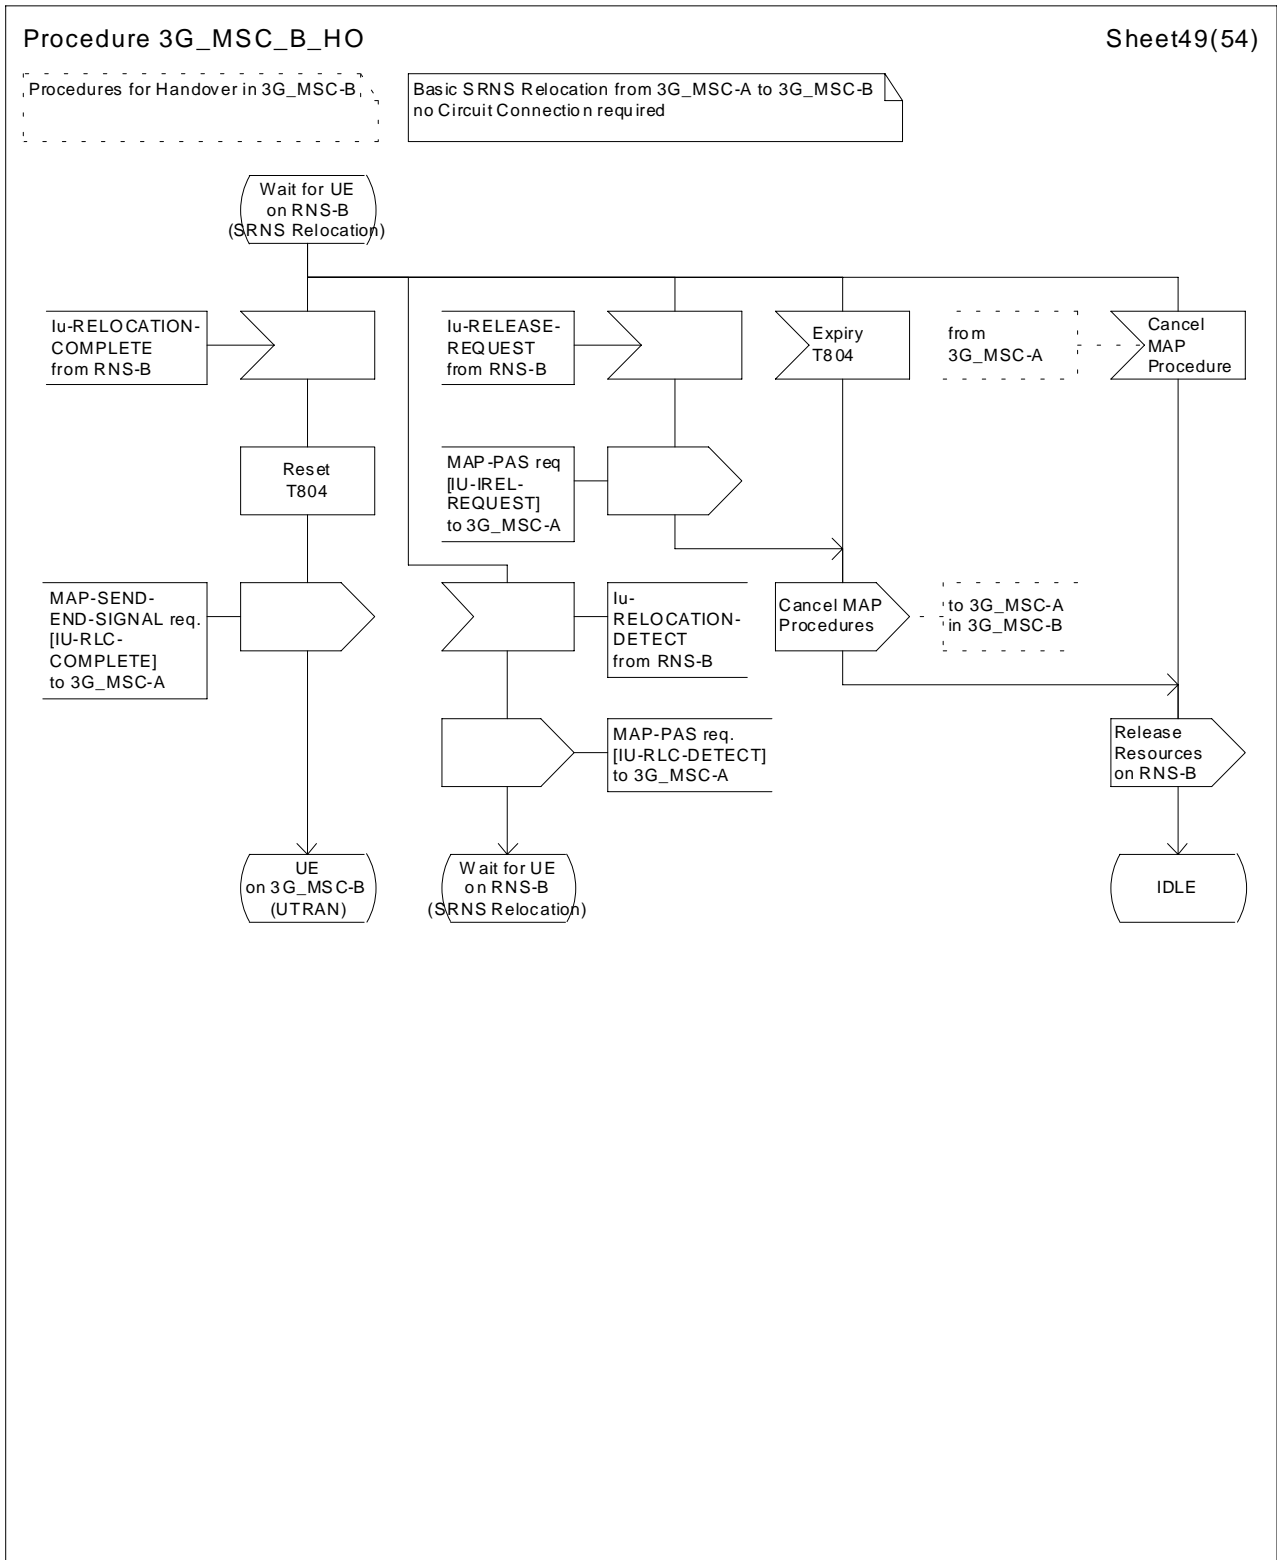 Procedure 3G_MSC_B_HO
Sheet49(54)
Procedures for Handover in 3G_MSC-B
Basic SRNS Relocation from 3G_MSC-A to 3G_MSC-B
no Circuit Connection required
Wait for UE
on RNS-B
(SRNS Relocation)
Iu-RELOCATION-
COMPLETE
from RNS-B
Iu-RELEASE-
REQUEST
from RNS-B
Expiry
T804
from
3G_MSC-A
Cancel
MAP
Procedure
Reset
T804
MAP-PAS req
[IU-IREL-
REQUEST]
to 3G_MSC-A
MAP-SEND-
END-SIGNAL req.
[IU-RLC-
COMPLETE]
to 3G_MSC-A
Iu-
RELOCATION-
DETECT
from RNS-B
Cancel MAP
Procedures
to 3G_MSC-A
in 3G_MSC-B
MAP-PAS req.
[IU-RLC-DETECT]
to 3G_MSC-A
Release
Resources
on RNS-B
UE
on 3G_MSC-B
(UTRAN)
Wait for UE
on RNS-B
(SRNS Relocation)
IDLE